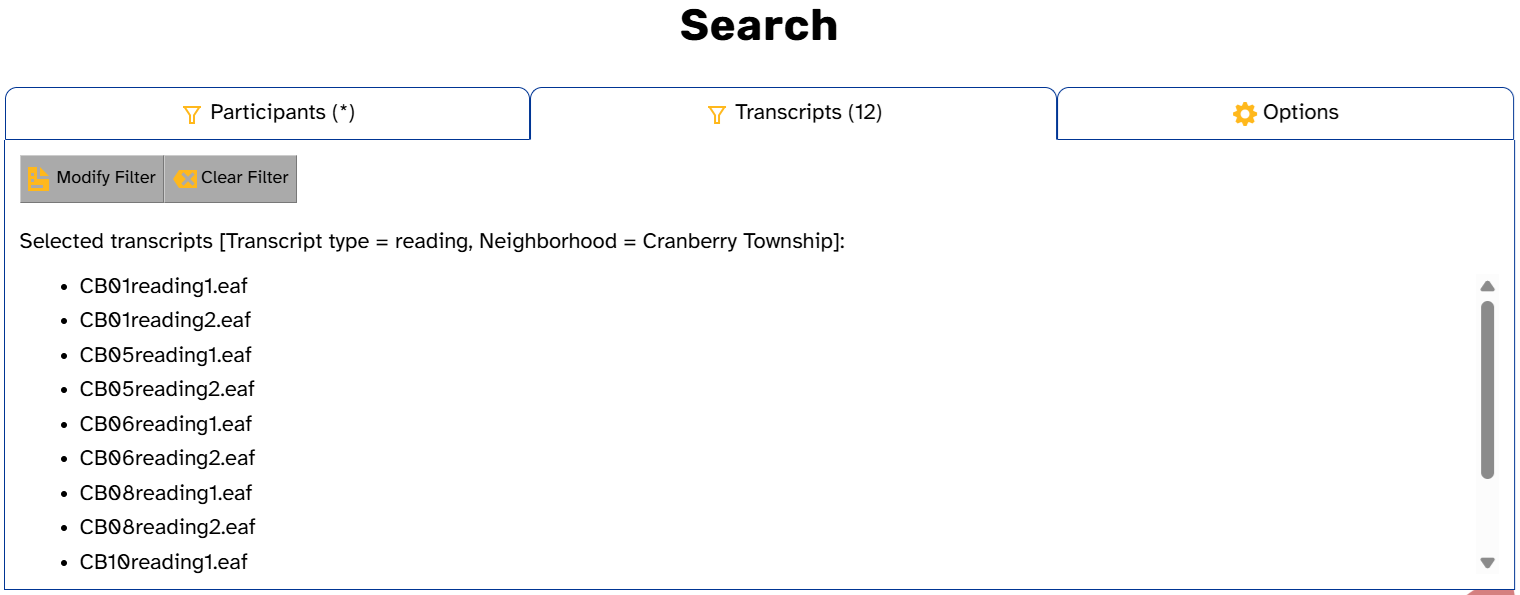 Search
Participants (*)
Transcripts (12)
Options
Modify Filter
Clear Filter
Selected transcripts [Transcript type = reading, Neighborhood = Cranberry Township]:
• CB01reading1.eaf
• CB01reading2.eaf
• CB05reading1.eaf
• CB05reading2.eaf
• CB06reading1.eaf
• CB06reading2.eaf
• CB08reading1.eaf
• CB08reading2.eaf
• CB10reading1.eaf